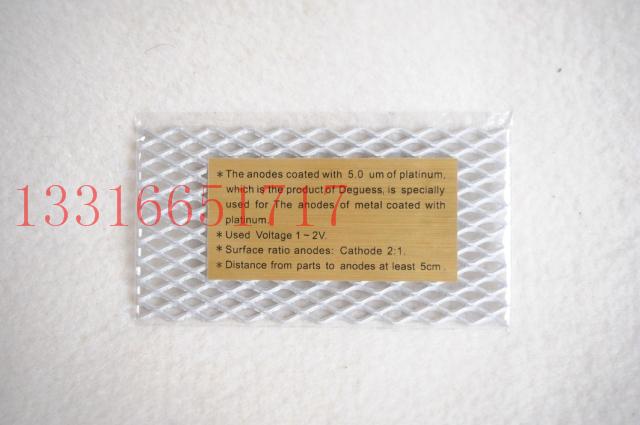 * The anodes coated with 5.0 um of platinum,
which is the product of Deguess, is specially
used for The anodes of metal coated with
13316651717
platinum.
* Used Voltage 1~2V.
* Surface ratio anodes: Cathode 2:1.
* Distance from parts to anodes at least 5cm.